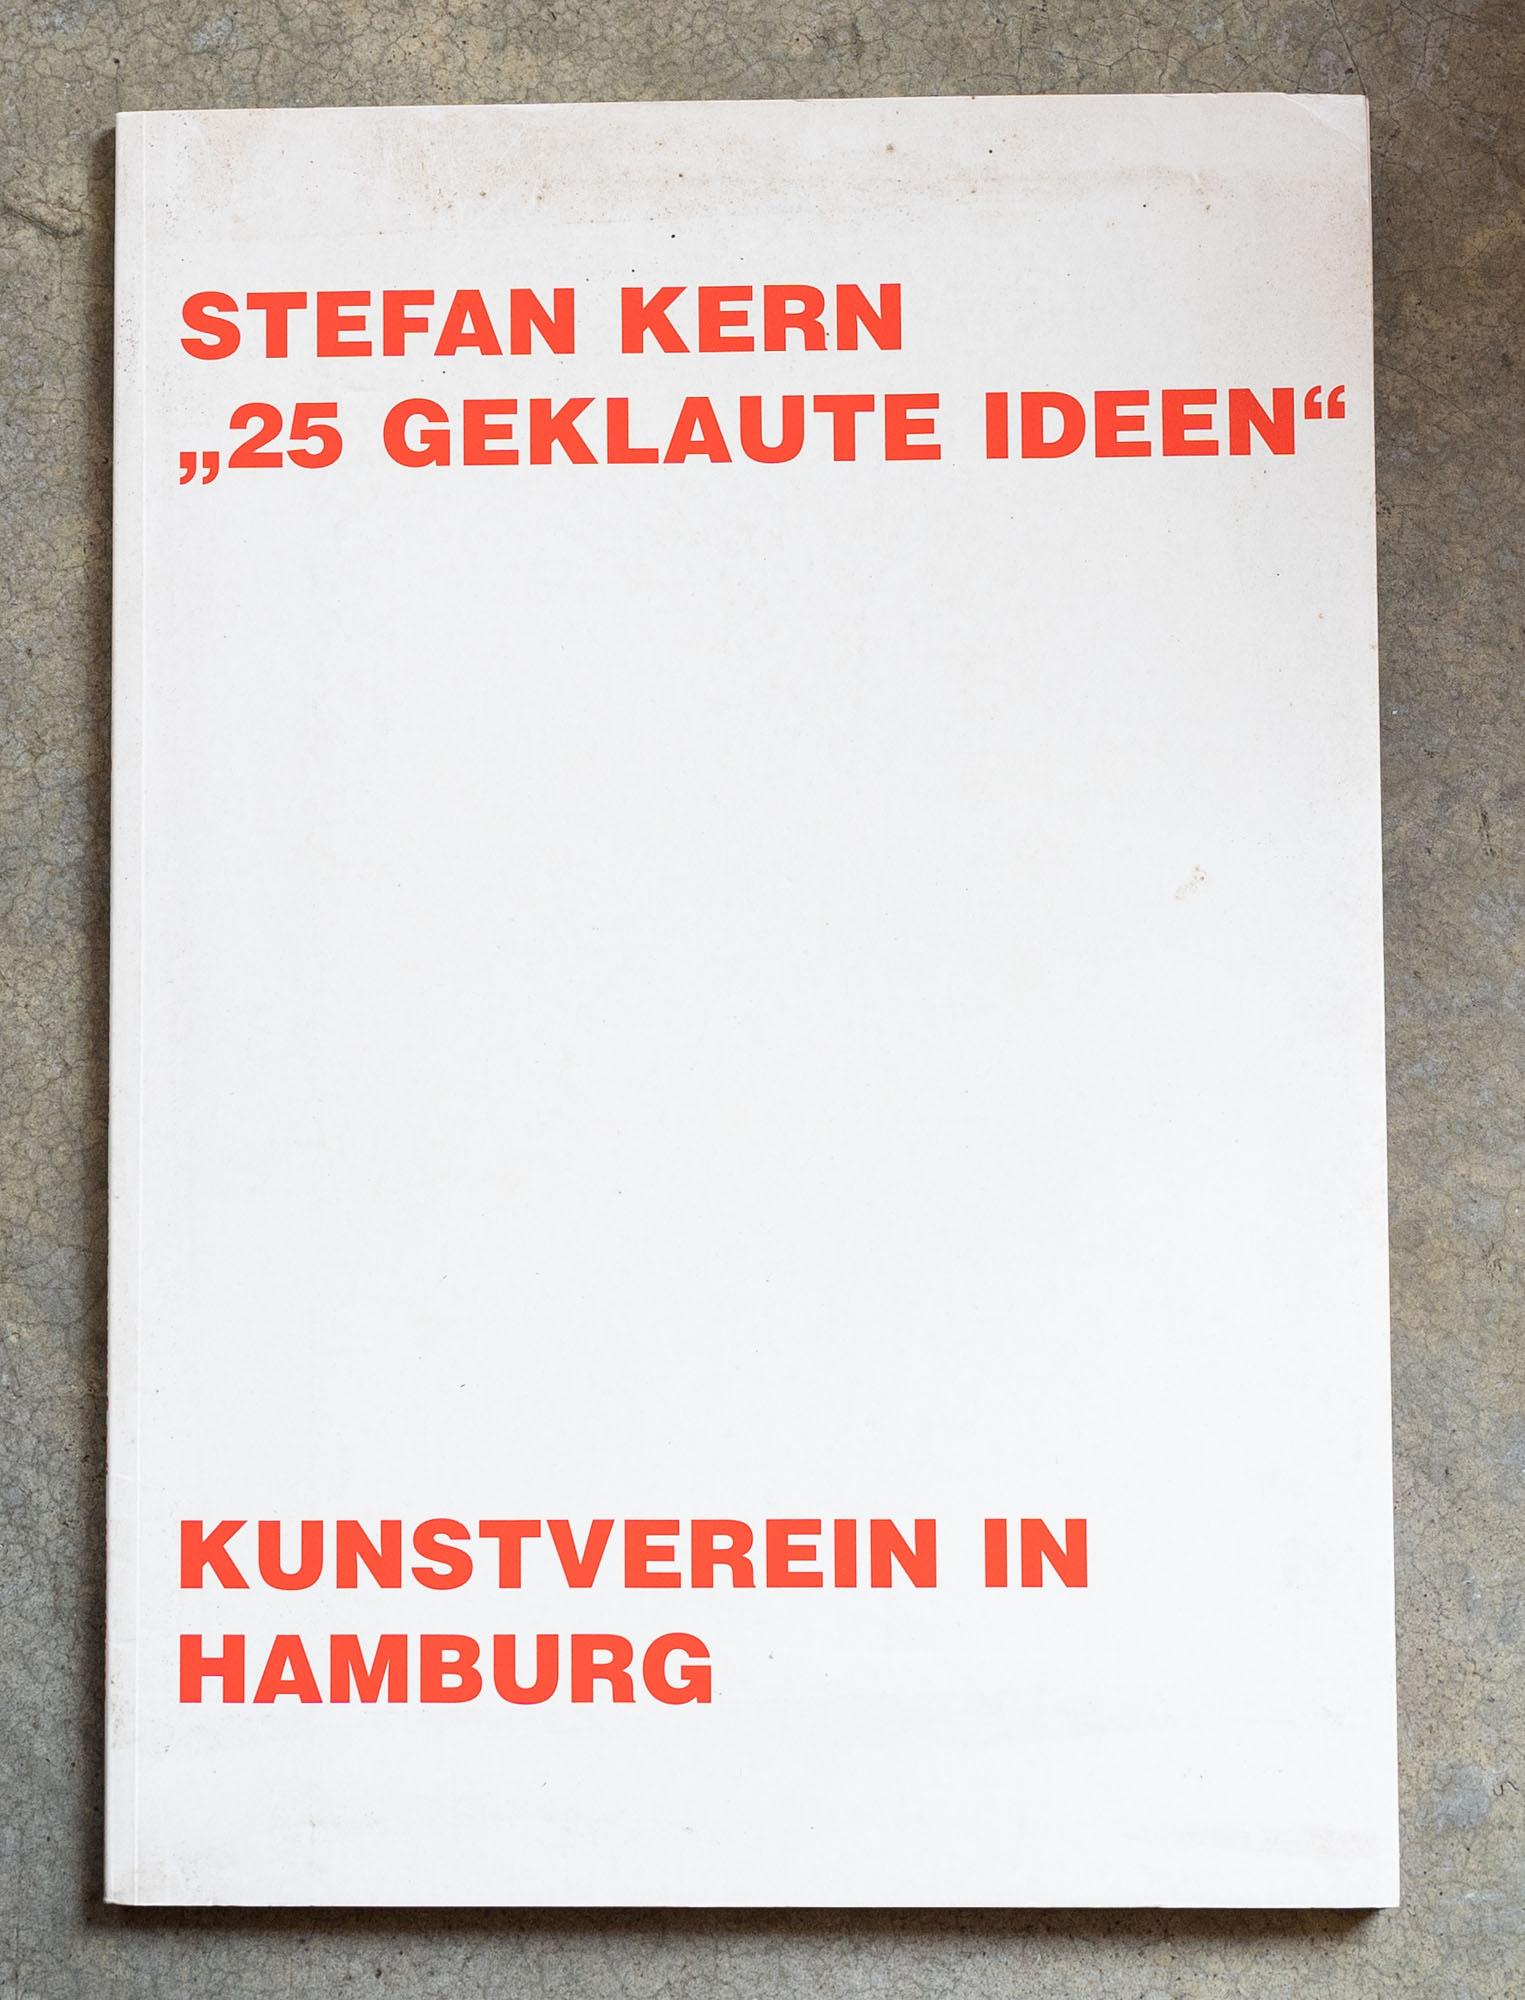 STEFAN KERN
„25 GEKLAUTE IDEEN“
KUNSTVEREIN IN
HAMBURG